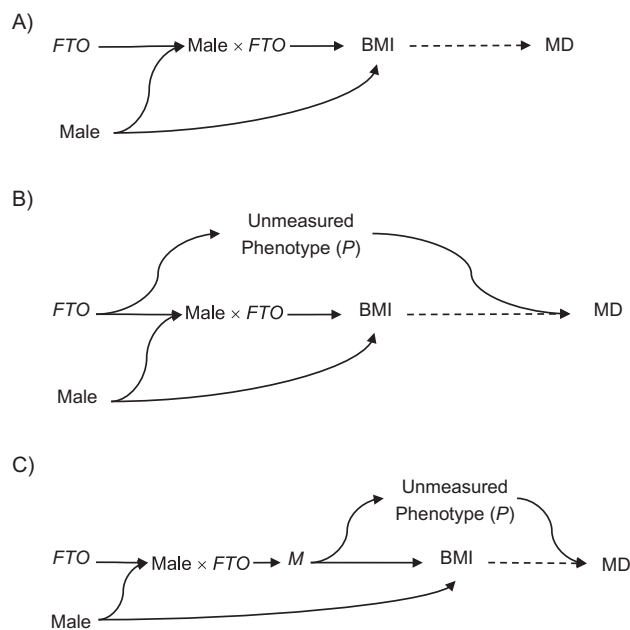 A)
FTO Male × FTO BMI MD
Male
B)
Unmeasured
Phenotype (P)
FTO Male × FTO BMI MD
Male
C)
Unmeasured
Phenotype (P)
FTO Male × FTO M BMI MD
Male